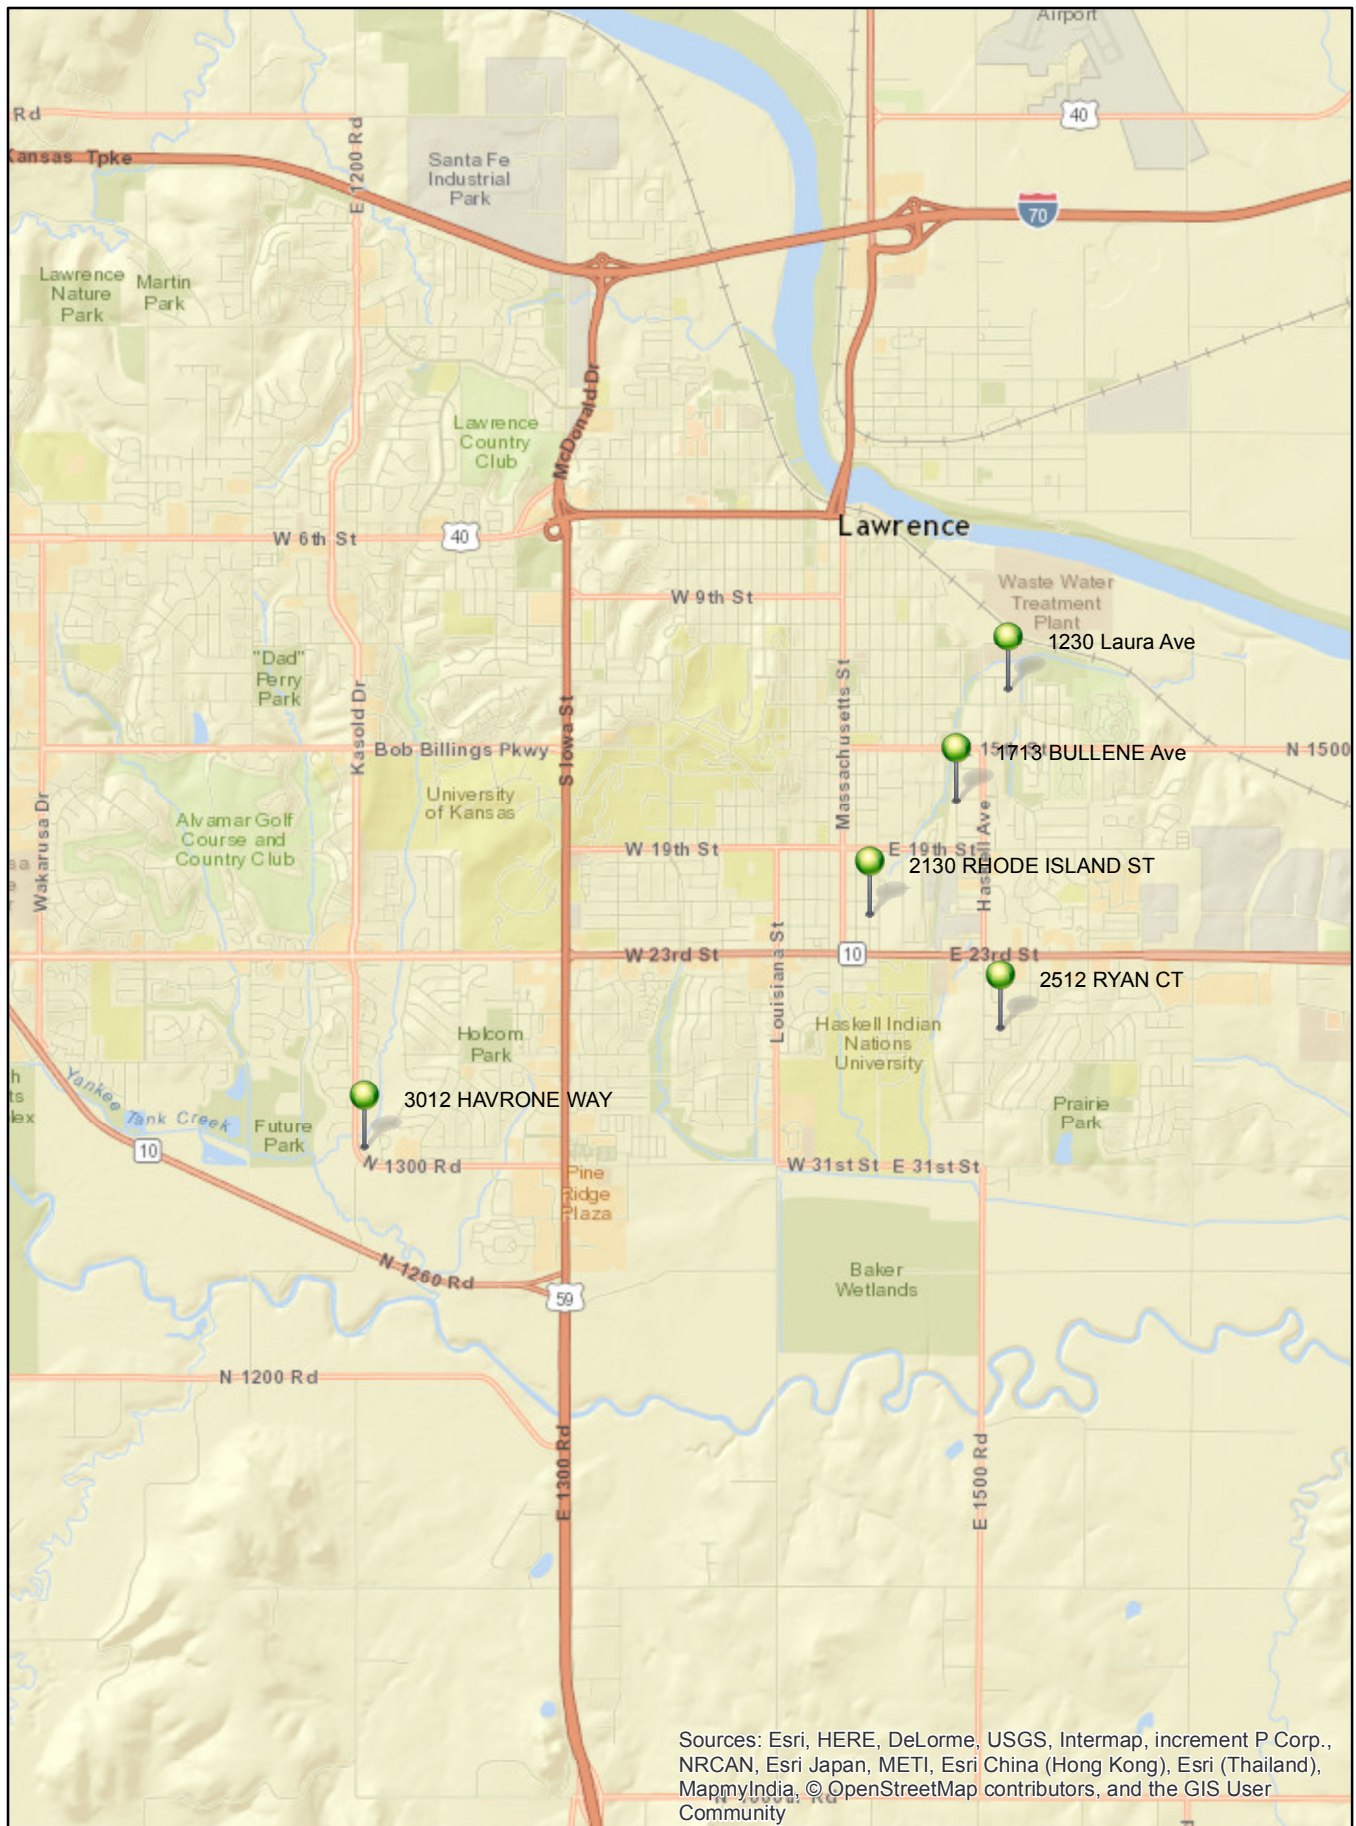 Airport
Rd
40
Kansas Tpke
E 1200 Rd
Santa Fe
Industrial
Park
70
Lawrence
Nature
Park
Martin
Park
McDonald Dr
Lawrence
Country
Club
Lawrence
W 6th St
40
W 9th St
Waste Water
Treatment
Plant
1230 Laura Ave
"Dad"
Perry
Park
Kasold Dr
S Iowa St
Massachusetts St
Bob Billings Pkwy
15th St
1713 BULLENE Ave
N 1500
University
of Kansas
Wakarusa Dr
Alvamar Golf
Course and
Country Club
Haskell Ave
W 19th St
E 19th St
2130 RHODE ISLAND ST
Louisiana St
W 23rd St
10
E 23rd St
2512 RYAN CT
Holcom
Park
Haskell Indian
Nations
University
Yankee Tank Creek
3012 HAVRONE WAY
Future
Park
Prairie
Park
10
N 1300 Rd
W 31st St
E 31st St
Pine
Ridge
Plaza
N 1260 Rd
59
Baker
Wetlands
N 1200 Rd
E 1300 Rd
E 1500 Rd
Sources: Esri, HERE, DeLorme, USGS, Intermap, increment P Corp.,
NRCAN, Esri Japan, METI, Esri China (Hong Kong), Esri (Thailand),
MapmyIndia, © OpenStreetMap contributors, and the GIS User
Community